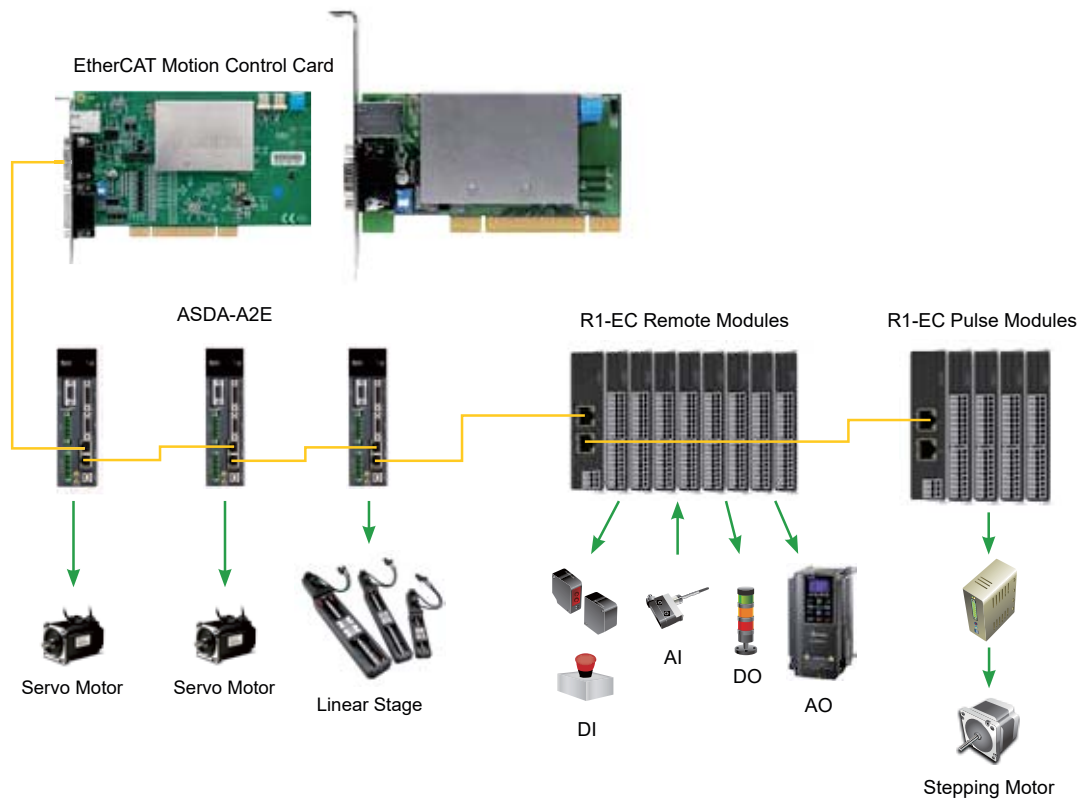 EtherCAT Motion Control Card
ASDA-A2E
R1-EC Remote Modules
R1-EC Pulse Modules
Servo Motor
Servo Motor
Linear Stage
DI
AI
DO
AO
Stepping Motor